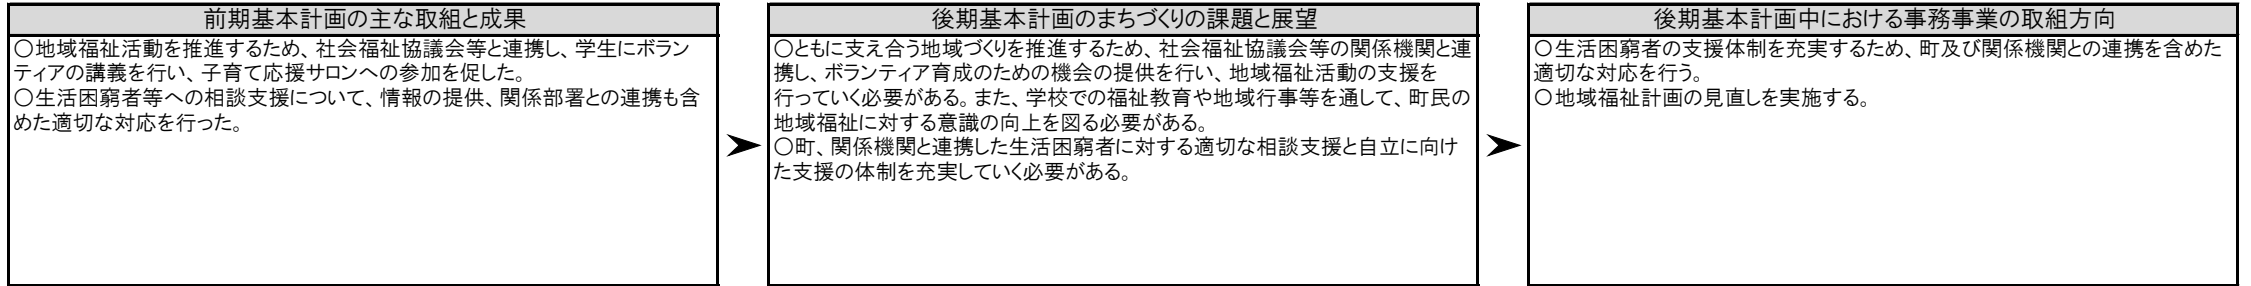 前期基本計画の主な取組と成果
〇地域福祉活動を推進するため、社会福祉協議会等と連携し、学生にボラン
ティアの講義を行い、子育て応援サロンへの参加を促した。
〇生活困窮者等への相談支援について、情報の提供、関係部署との連携も含
めた適切な対応を行った。
後期基本計画のまちづくりの課題と展望
〇ともに支え合う地域づくりを推進するため、社会福祉協議会等の関係機関と連
携し、ボランティア育成のための機会の提供を行い、地域福祉活動の支援を
行っていく必要がある。また、学校での福祉教育や地域行事等を通して、町民の
地域福祉に対する意識の向上を図る必要がある。
〇町、関係機関と連携した生活困窮者に対する適切な相談支援と自立に向け
た支援の体制を充実していく必要がある。
後期基本計画中における事務事業の取組方向
〇生活困窮者の支援体制を充実するため、町及び関係機関との連携を含めた
適切な対応を行う。
〇地域福祉計画の見直しを実施する。